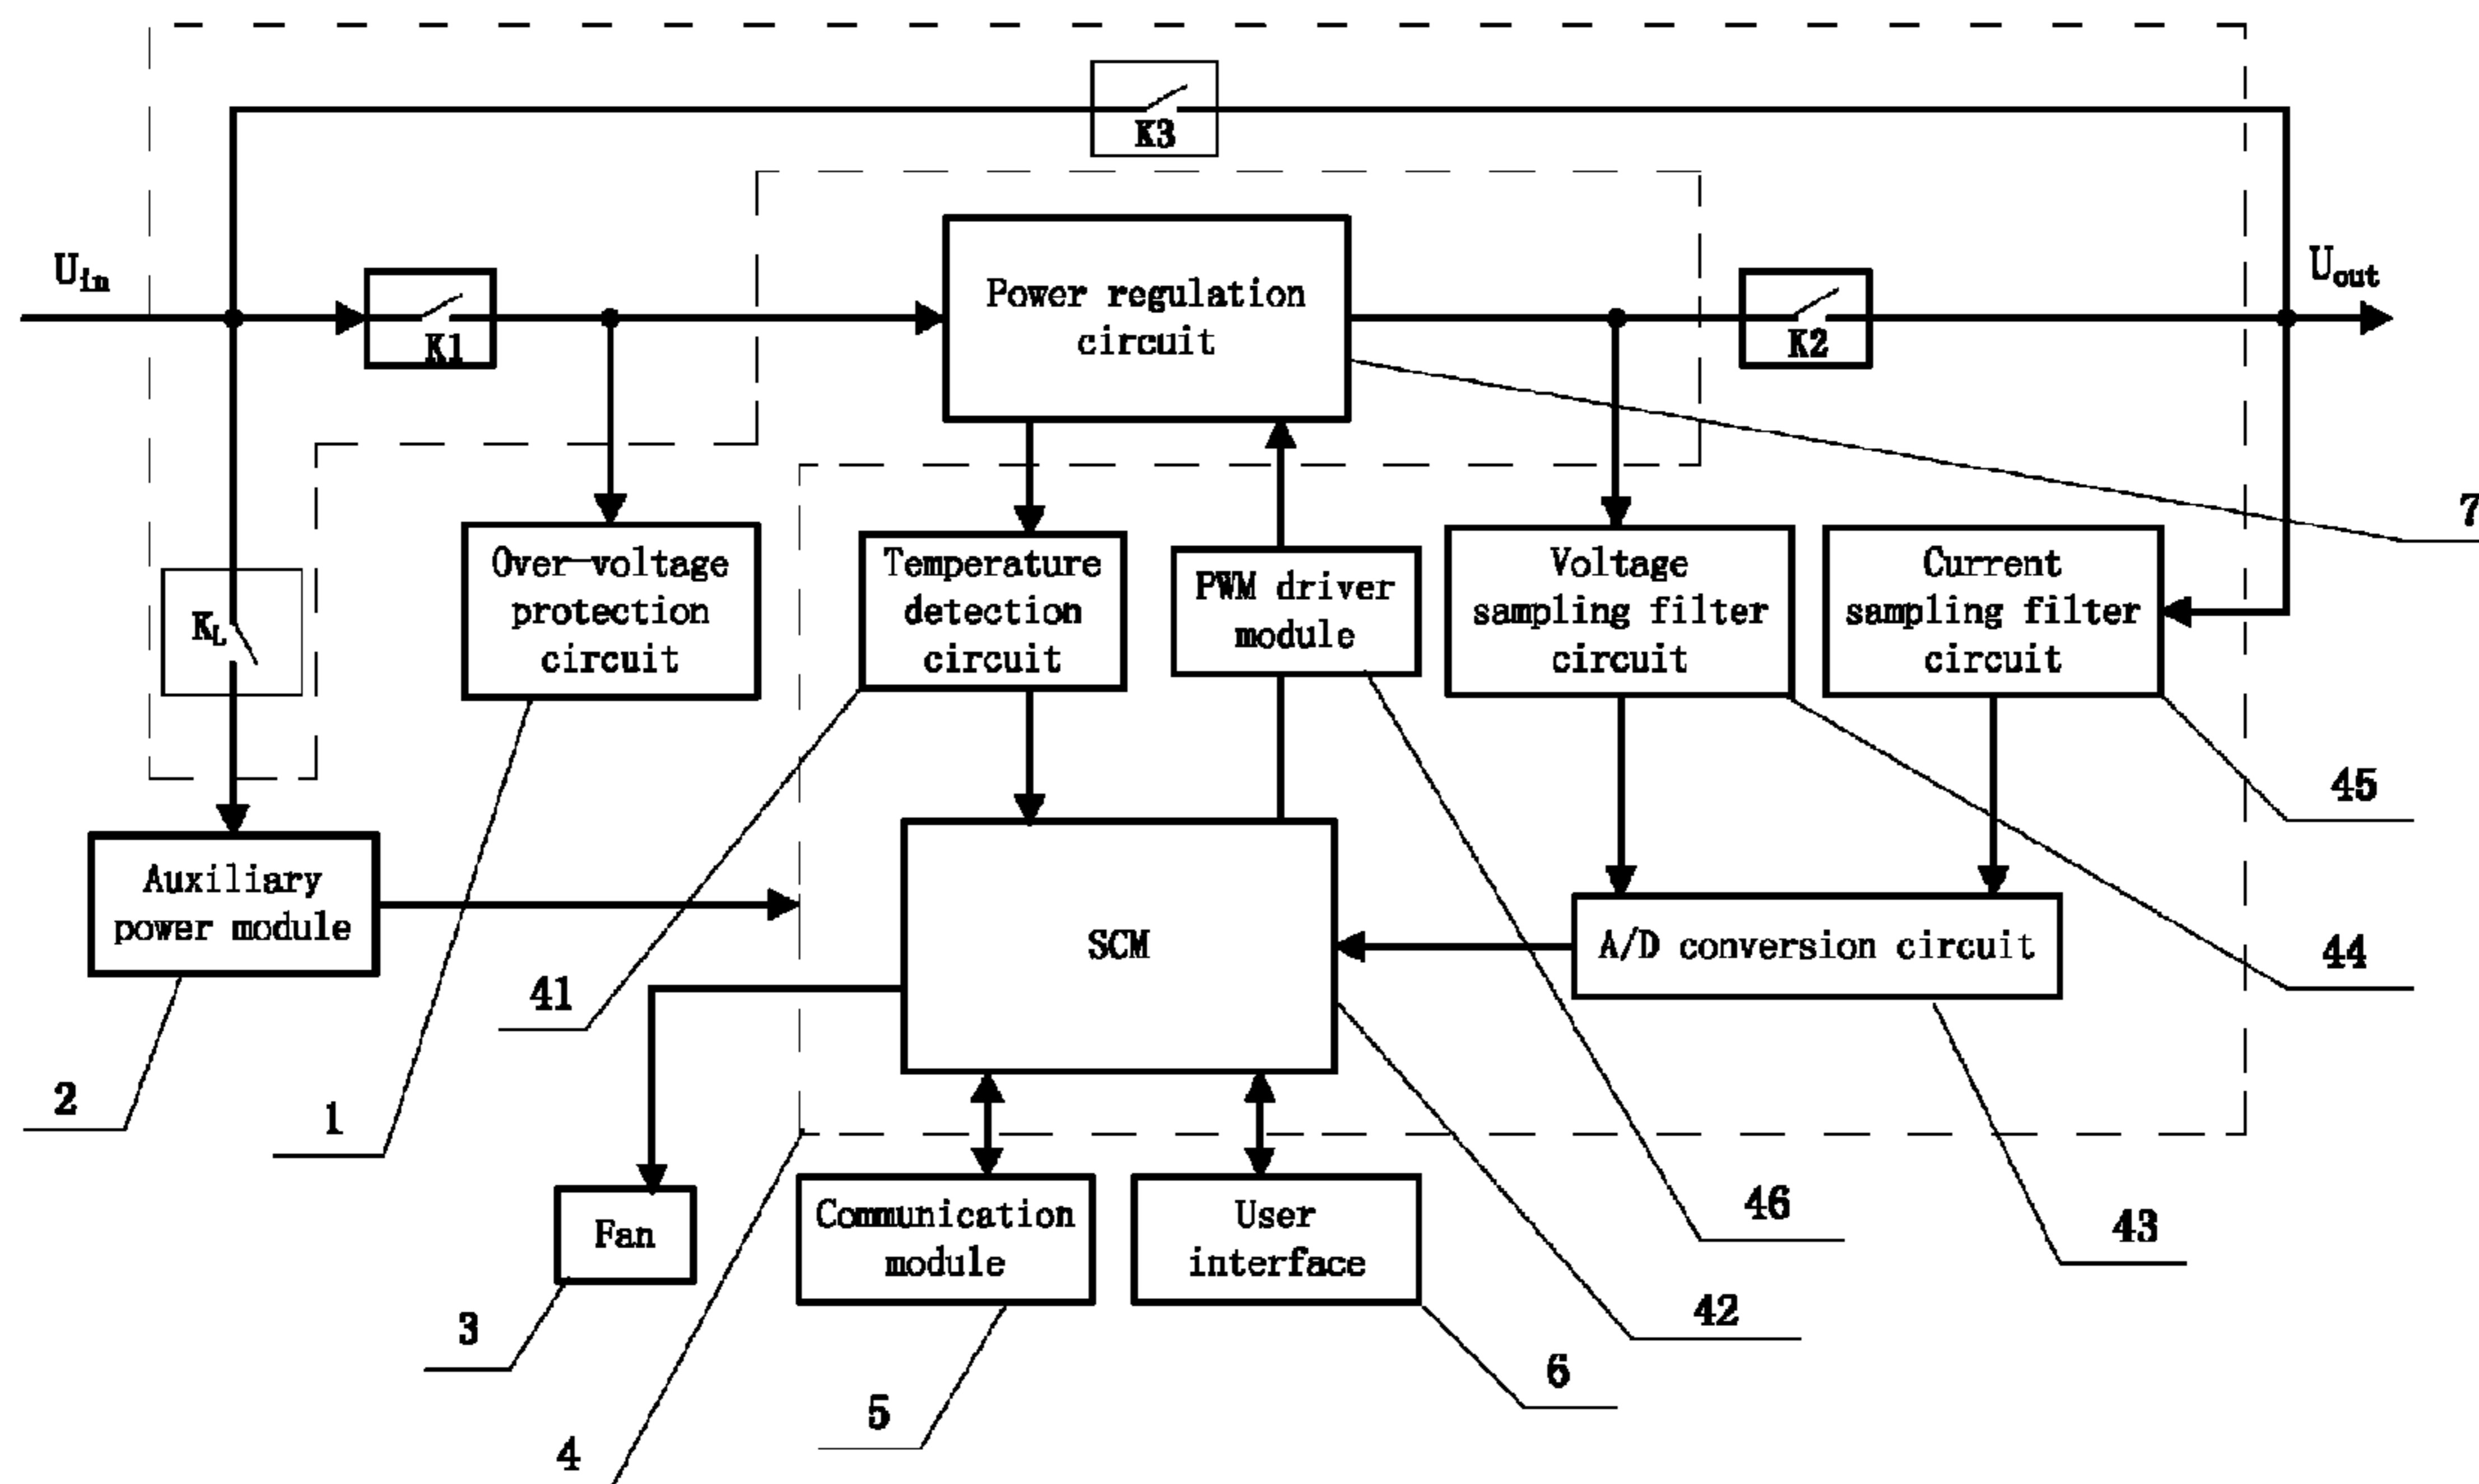 K3
U_in
K1
Power regulation
circuit
K2
U_out
7
K_L
Over-voltage
protection
circuit
Temperature
detection
circuit
PWM driver
module
Voltage
sampling filter
circuit
Current
sampling filter
circuit
45
Auxiliary
power module
SCM
A/D conversion circuit
44
41
2
1
Fan
Communication
module
User
interface
46
43
3
42
5
6
4